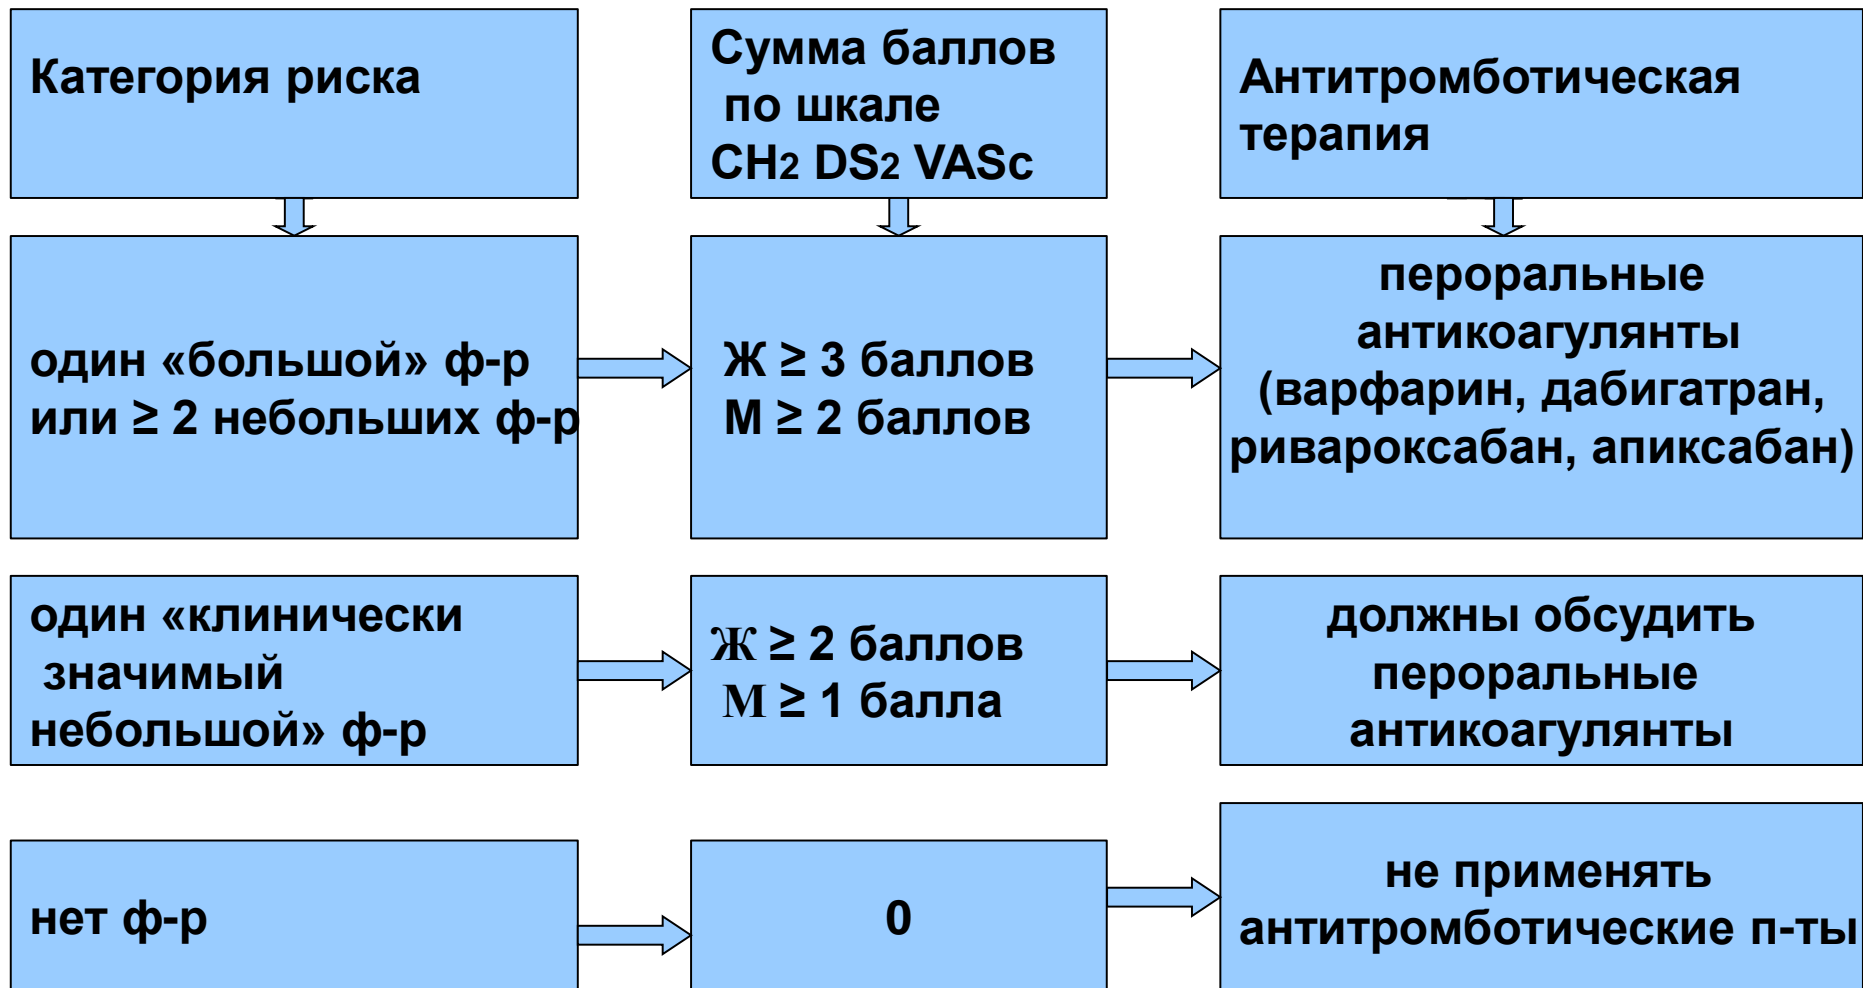 Категория риска
Сумма баллов
по шкале
CH2 DS2 VASc
Антитромботическая
терапия
один «большой» ф-р
или ≥ 2 небольших ф-р
Ж ≥ 3 баллов
М ≥ 2 баллов
пероральные
антикоагулянты
(варфарин, дабигатран,
ривароксабан, апиксабан)
один «клинически
значимый
небольшой» ф-р
Ж ≥ 2 баллов
М ≥ 1 балла
должны обсудить
пероральные
антикоагулянты
нет ф-р
0
не применять
антитромботические п-ты